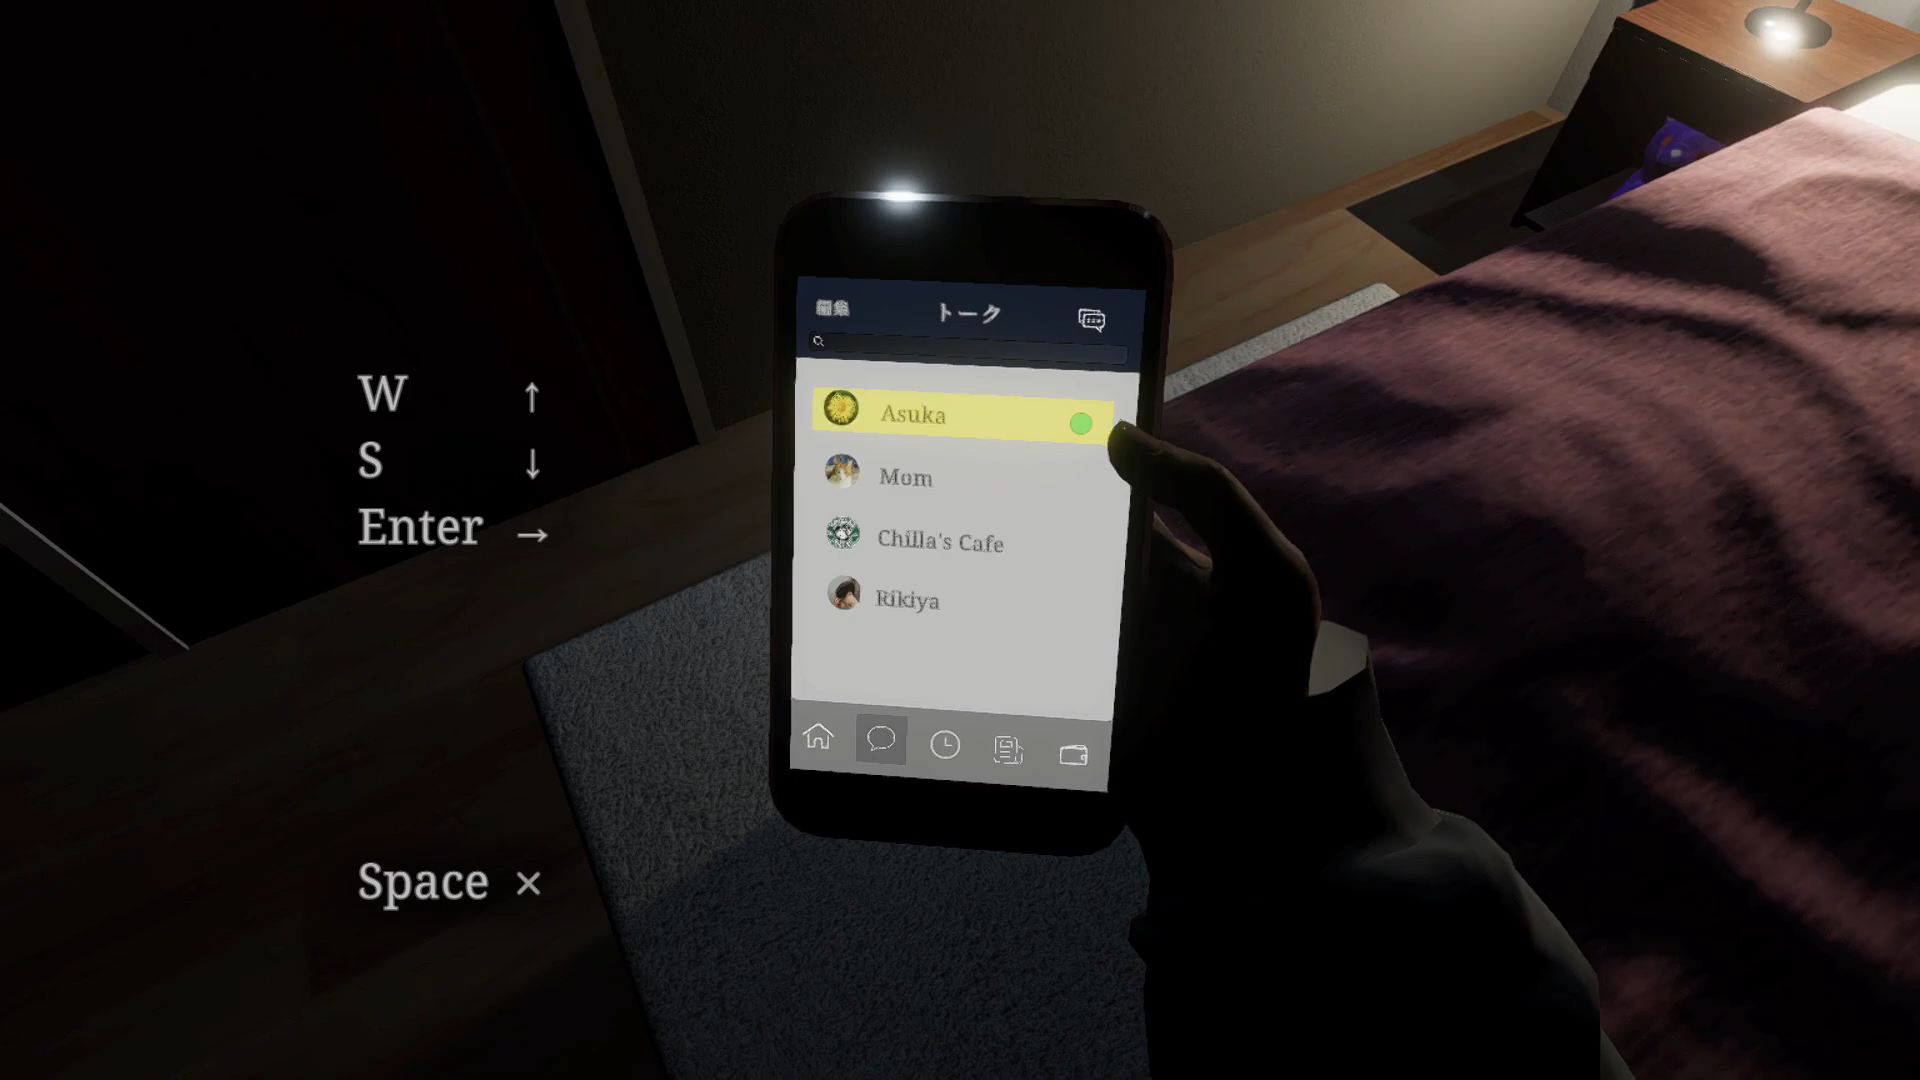 編集 トーク
Asuka
Mom
Chilla's Cafe
Rikiya
W ↑
S ↓
Enter →
Space ×